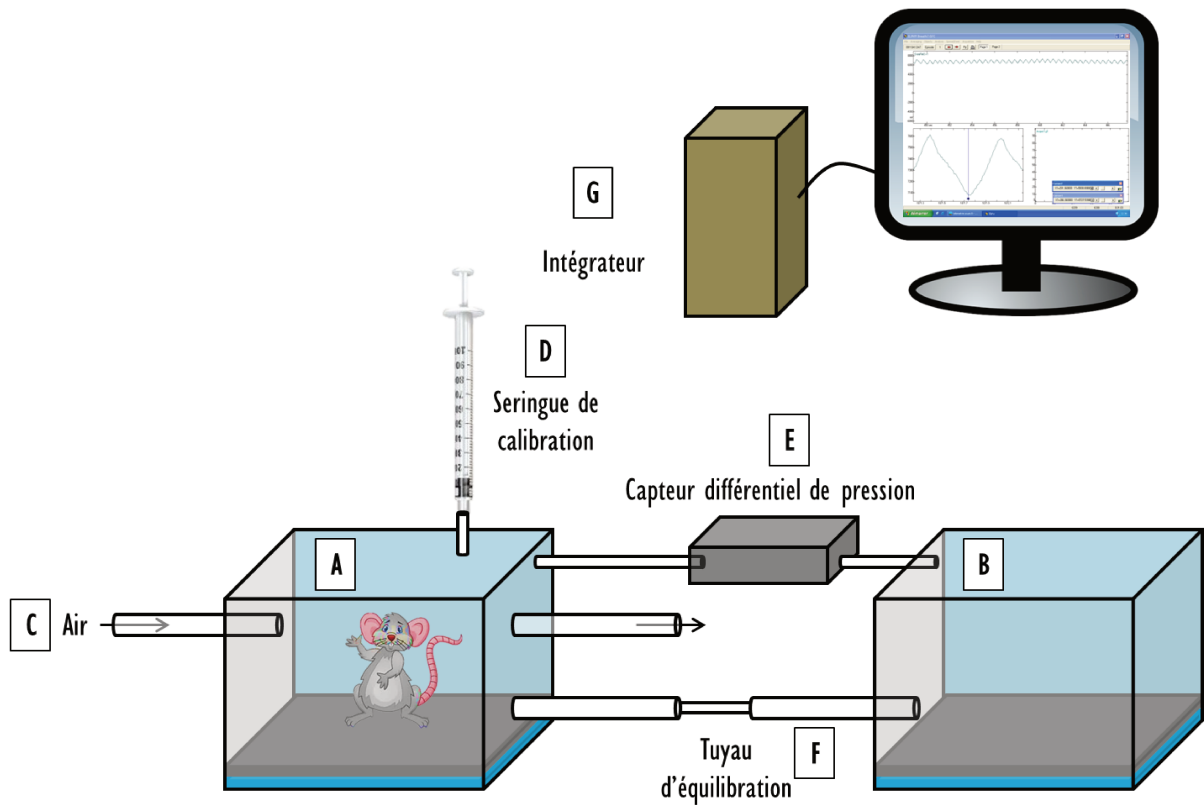 G
Intégrateur
D
Seringue de
calibration
E
Capteur différentiel de pression
A
B
C Air
Tuyau
d'équilibration
F